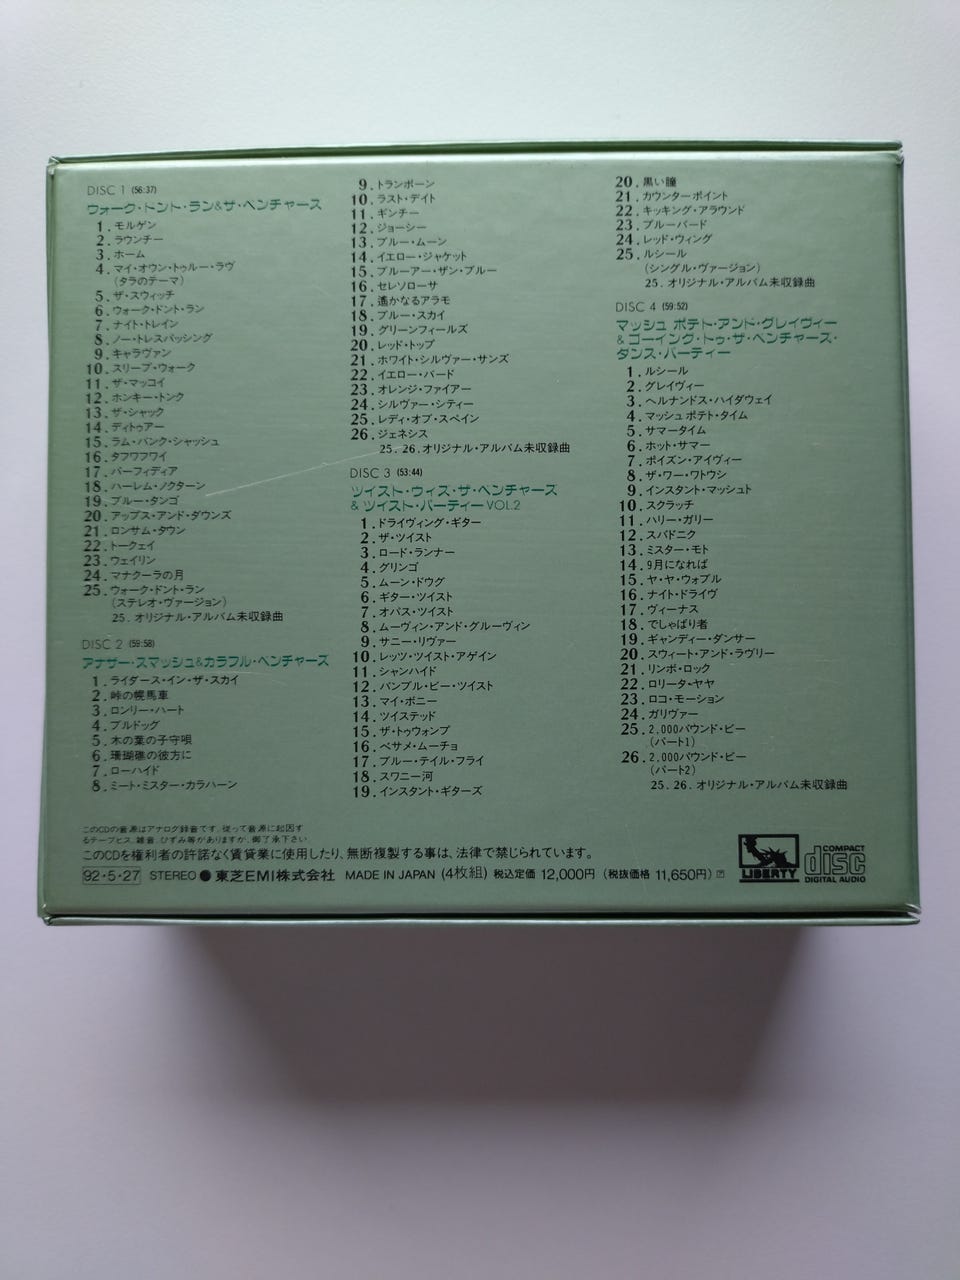 DISC 1 (56:37)
ウォーク・ドント・ラン&ザ・ベンチャーズ
1. モルゲン
2. ラウンチー
3. ホーム
4. マイ・オウン・トゥルー・ラヴ
(タラのテーマ)
5. ザ・スウィッチ
6. ウォーク・ドント・ラン
7. ナイト・トレイン
8. ノー・トレスパッシング
9. キャラヴァン
10. スリープ・ウォーク
11. ザ・マッコイ
12. ホンキー・トンク
13. ザ・シャック
14. ディトゥアー
15. ラム・バンク・シャッシュ
16. タフワフワイ
17. パーフィディア
18. ハーレム・ノクターン
19. ブルー・タンゴ
20. アップス・アンド・ダウンズ
21. ロンサム・タウン
22. トークェイ
23. ウェイリン
24. マナクーラの月
25. ウォーク・ドント・ラン
(ステレオ・ヴァージョン)
25. オリジナル・アルバム未収録曲
DISC 2 (59:58)
アナザー・スマッシュ&カラフル・ベンチャーズ
1. ライダース・イン・ザ・スカイ
2. 峠の幌馬車
3. ロンリー・ハート
4. ブルドッグ
5. 木の葉の子守唄
6. 珊瑚礁の彼方に
7. ローハイド
8. ミート・ミスター・カラハーン
9. トランボーン
10. ラスト・デイト
11. ギンチー
12. ジョーシー
13. ブルー・ムーン
14. イエロー・ジャケット
15. ブルーアー・ザン・ブルー
16. セレソローサ
17. 遙かなるアラモ
18. ブルー・スカイ
19. グリーンフィールズ
20. レッド・トップ
21. ホワイト・シルヴァー・サンズ
22. イエロー・バード
23. オレンジ・ファイアー
24. シルヴァー・シティー
25. レディ・オブ・スペイン
26. ジェネシス
25. 26. オリジナル・アルバム未収録曲
DISC 3 (53:44)
ツイスト・ウィズ・ザ・ベンチャーズ
& ツイスト・パーティー VOL.2
1. ドライヴィング・ギター
2. ザ・ツイスト
3. ロード・ランナー
4. グリンゴ
5. ムーン・ドウグ
6. ギター・ツイスト
7. オパス・ツイスト
8. ムーヴィン・アンド・グルーヴィン
9. サニー・リヴァー
10. レッツ・ツイスト・アゲイン
11. シャンハイド
12. バンブル・ビー・ツイスト
13. マイ・ボニー
14. ツイステッド
15. ザ・トゥウォンプ
16. ベサメ・ムーチョ
17. ブルー・テイル・フライ
18. スワニー河
19. インスタント・ギターズ
20. 黒い瞳
21. カウンターポイント
22. キッキング・アラウンド
23. ブルーバード
24. レッド・ウィング
25. ルシール
(シングル・ヴァージョン)
25. オリジナル・アルバム未収録曲
DISC 4 (59:52)
マッシュ ポテト・アンド・グレイヴィー
& ゴーイング・トゥ・ザ・ベンチャーズ・
ダンス・パーティー
1. ルシール
2. グレイヴィー
3. ヘルナンドス・ハイダウェイ
4. マッシュ ポテト・タイム
5. サマータイム
6. ホット・サマー
7. ポイズン・アイヴィー
8. ザ・ワー・ワトウシ
9. インスタント・マッシュト
10. スクラッチ
11. ハリー・ガリー
12. スパドニク
13. ミスター・モト
14. 9月になれば
15. ヤ・ヤ・ウォブル
16. ナイト・ドライヴ
17. ヴィーナス
18. でしゃばり者
19. ギャンディー・ダンサー
20. スウィート・アンド・ラヴリー
21. リンボ・ロック
22. ロリータ・ヤヤ
23. ロコ・モーション
24. ガリヴァー
25. 2,000パウンド・ビー
(パート1)
26. 2,000パウンド・ビー
(パート2)
25. 26. オリジナル・アルバム未収録曲
このCDの音源はアナログ録音です。従って音源に起因す
るテープヒス、雑音、ひずみ等がありますが、御了承下さい
このCDを権利者の許諾なく賃貸業に使用したり、無断複製する事は、法律で禁じられています。
92・5・27 STEREO ● 東芝EMI株式会社 MADE IN JAPAN (4枚組) 税込定価 12,000円 (税抜価格 11,650円)
LIBERTY
COMPACT
disc
DIGITAL AUDIO